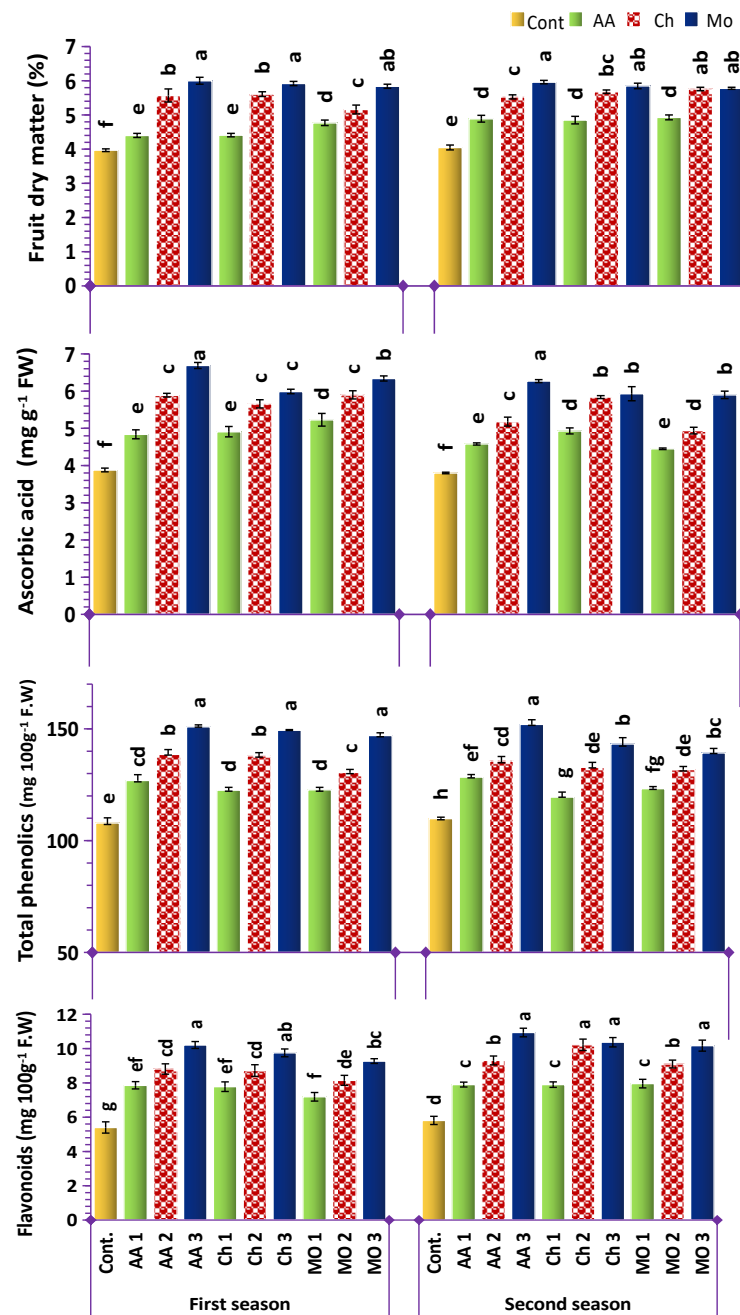 Cont AA Ch Mo
Fruit dry matter (%)
7
6
5
4
3
2
1
0
f e b a e b a d c ab
e d c a d bc ab d ab ab
Ascorbic acid (mg g-1 FW)
7
6
5
4
3
2
1
0
f e c a e c c d c b
f e c a d b b e d b
Total phenolics (mg 100g-1 F.W)
150
100
50
e cd b a d b a d c a
h ef cd a g de b fg de bc
Flavonoids (mg 100g-1 F.W)
12
10
8
6
4
2
0
g ef cd a ef cd ab f de bc
d c b a c a a c b a
Cont. AA 1 AA 2 AA 3 Ch 1 Ch 2 Ch 3 MO 1 MO 2 MO 3
Cont. AA 1 AA 2 AA 3 Ch 1 Ch 2 Ch 3 MO 1 MO 2 MO 3
First season Second season